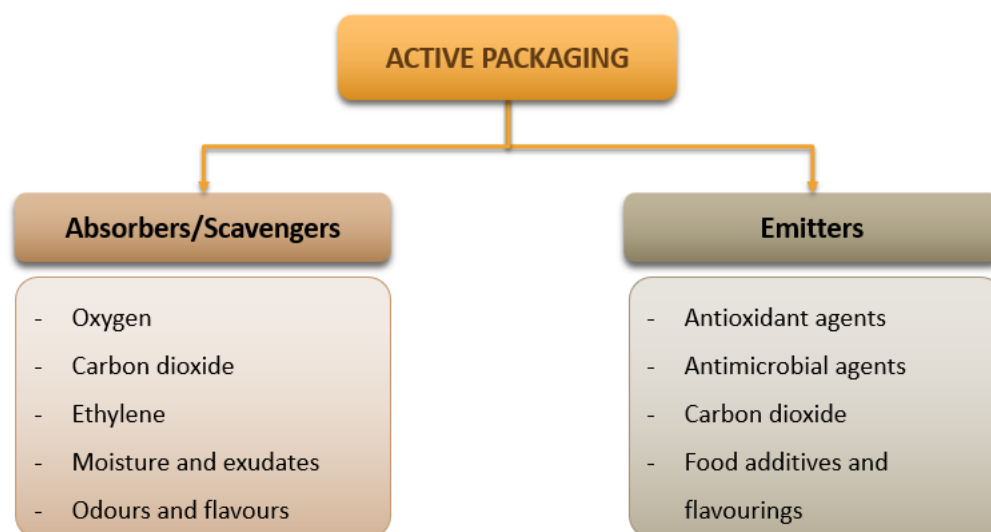 ACTIVE PACKAGING
Absorbers/Scavengers
- Oxygen
- Carbon dioxide
- Ethylene
- Moisture and exudates
- Odours and flavours
Emitters
- Antioxidant agents
- Antimicrobial agents
- Carbon dioxide
- Food additives and
flavourings